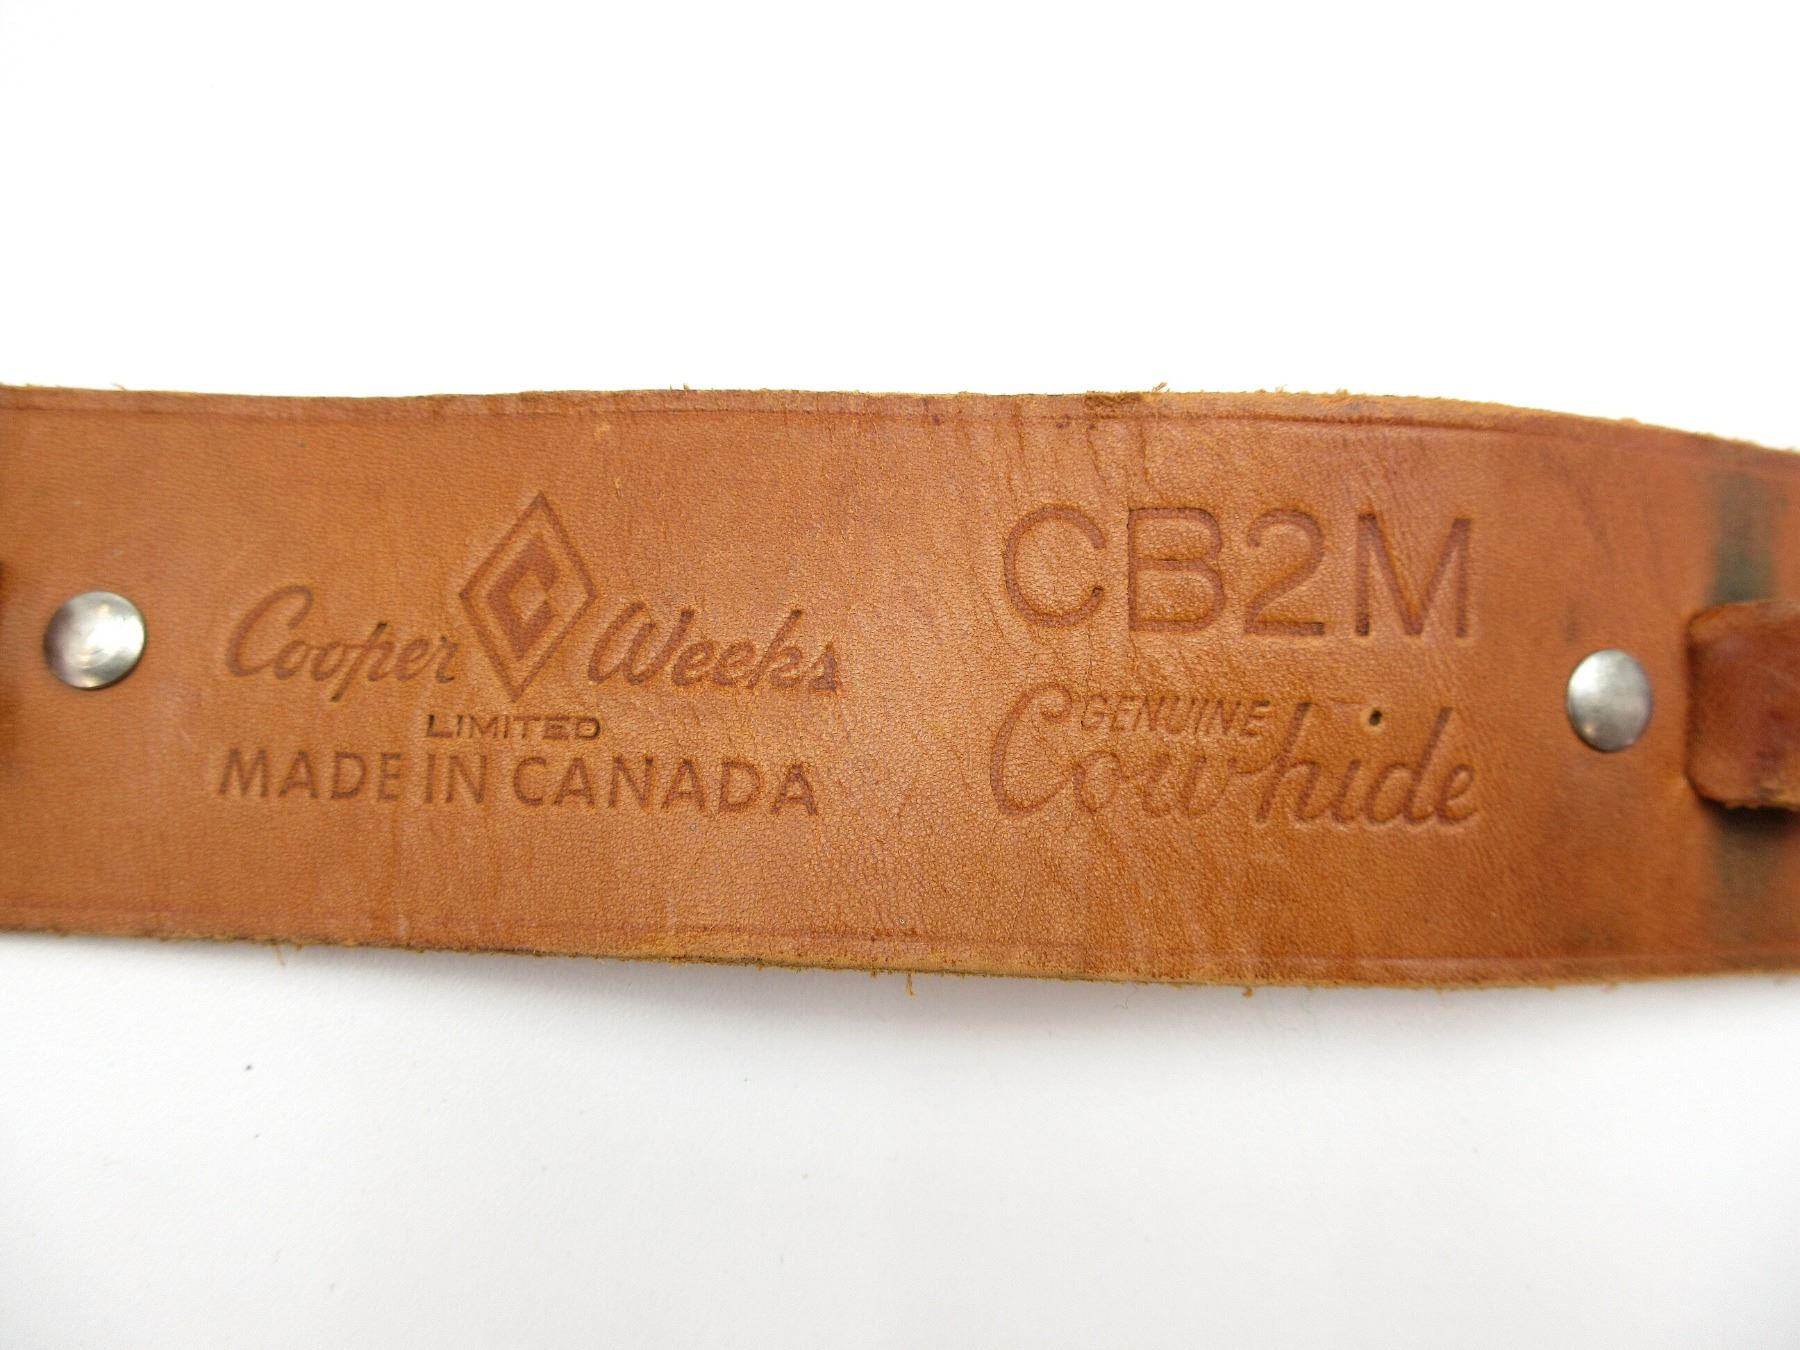 Cooper C Weeks
LIMITED
MADE IN CANADA
CB2M
GENUINE
Cowhide